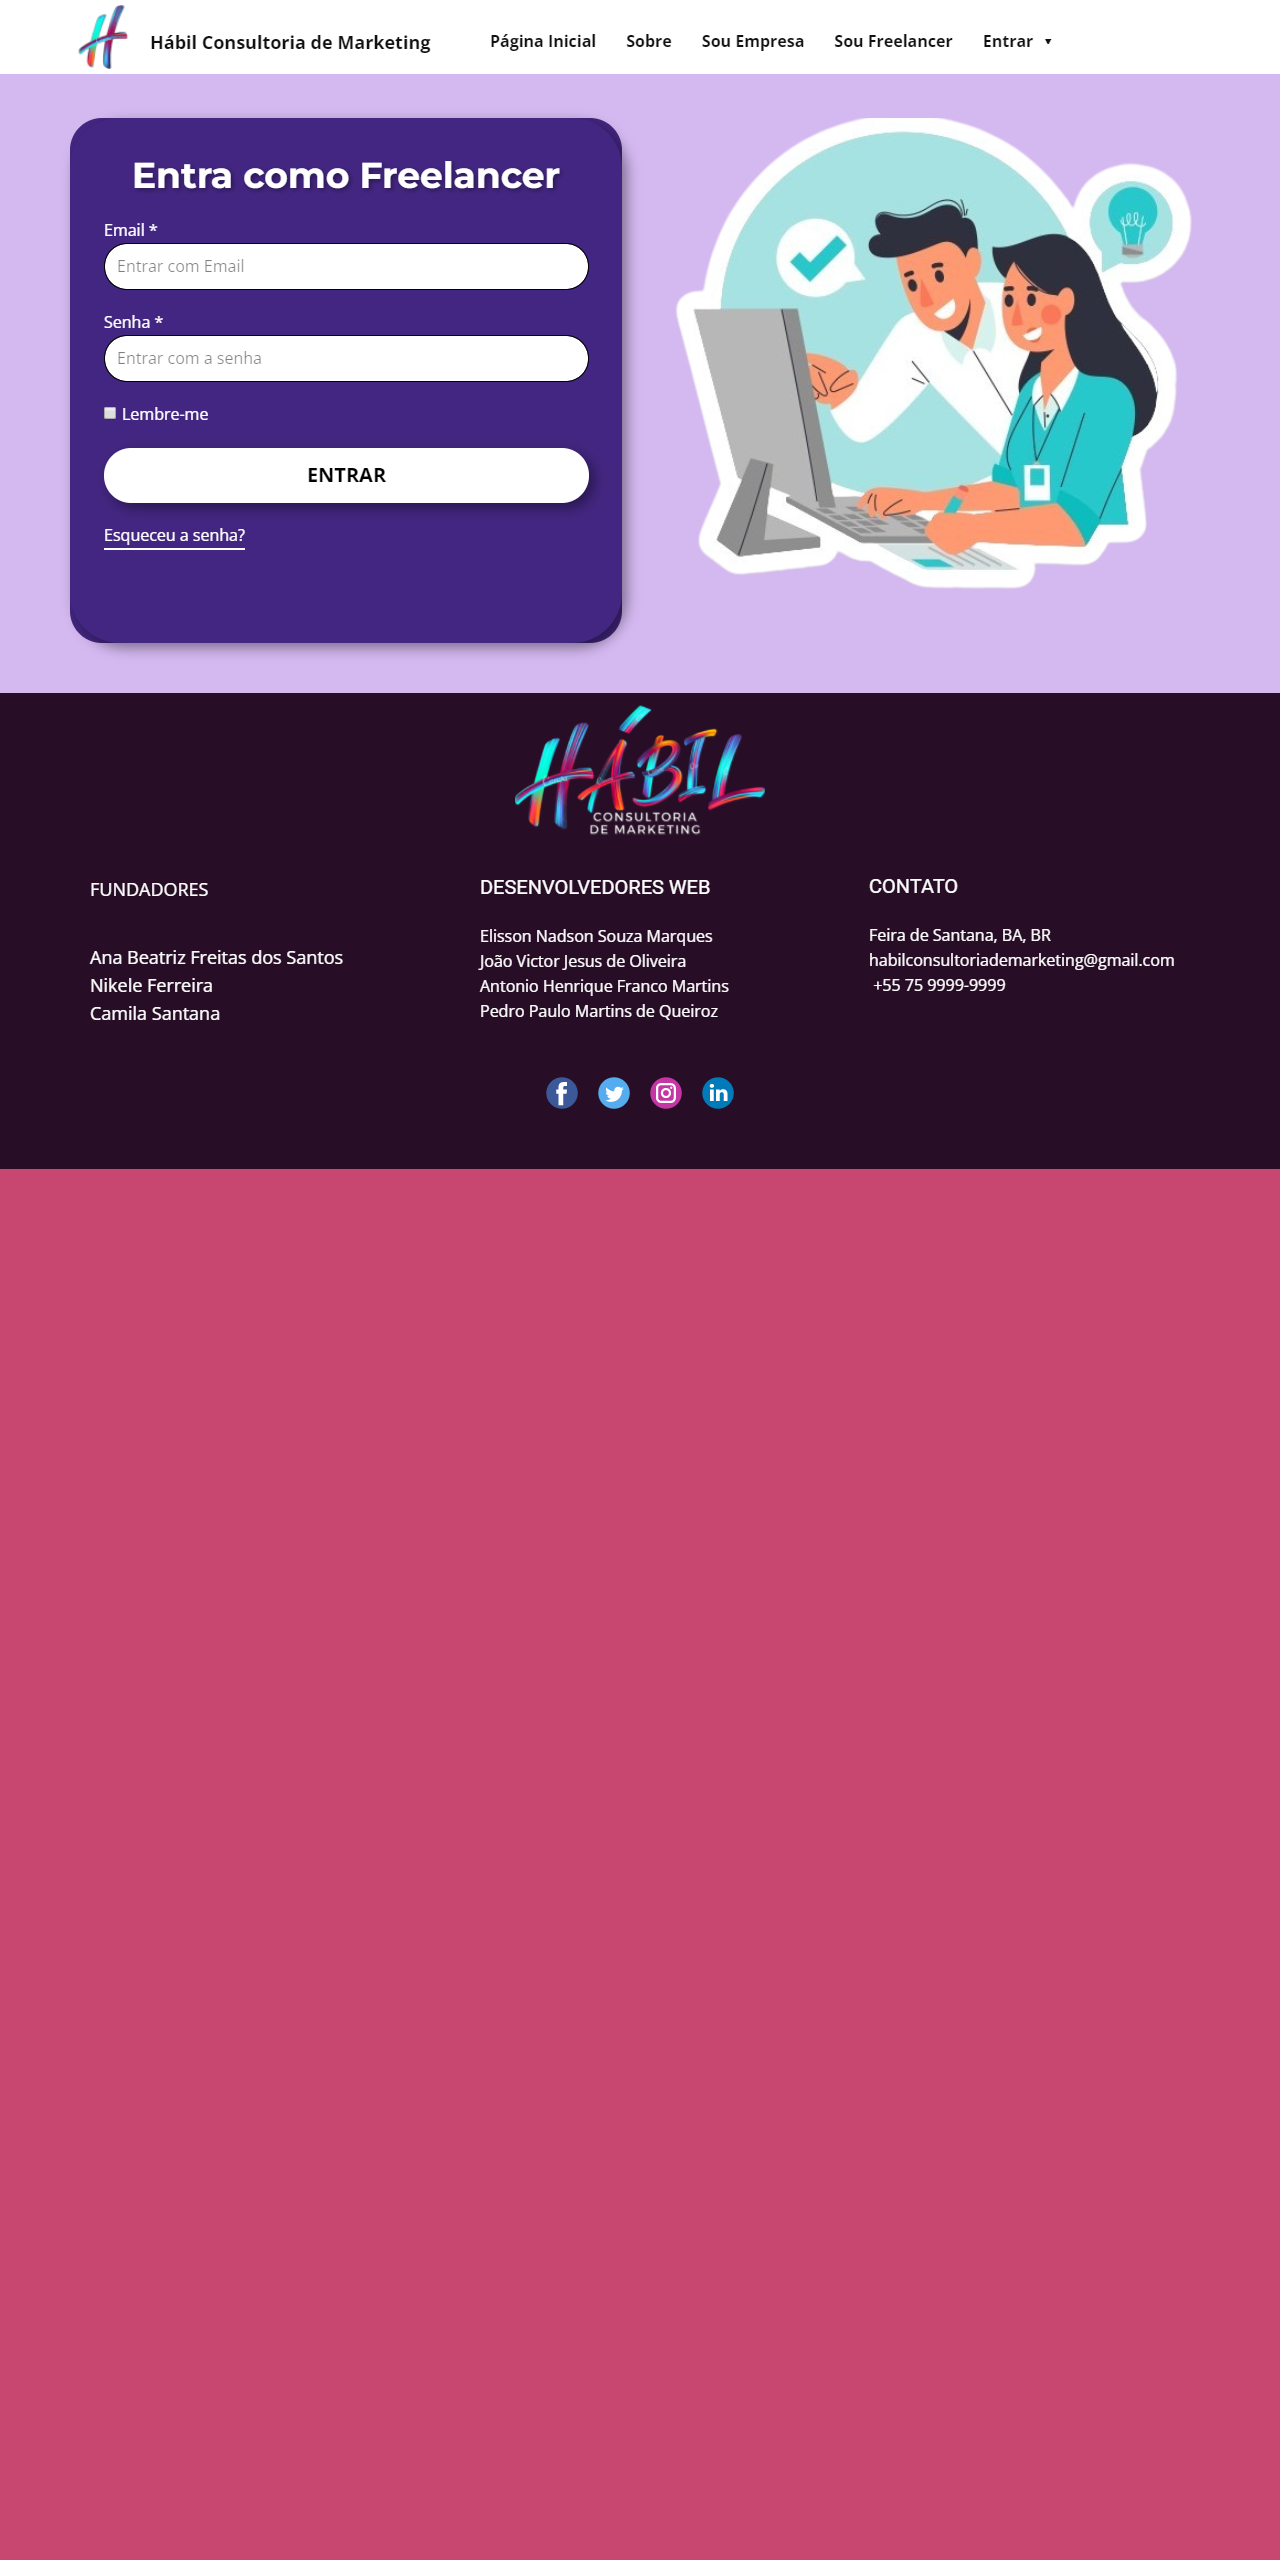 Hábil Consultoria de Marketing
Página Inicial
Sobre
Sou Empresa
Sou Freelancer
Entrar
Entra como Freelancer
Email *
Entrar com Email
Senha *
Entrar com a senha
Lembre-me
ENTRAR
Esqueceu a senha?
HÁBIL
CONSULTORIA
DE MARKETING
FUNDADORES
Ana Beatriz Freitas dos Santos
Nikele Ferreira
Camila Santana
DESENVOLVEDORES WEB
Elisson Nadson Souza Marques
João Victor Jesus de Oliveira
Antonio Henrique Franco Martins
Pedro Paulo Martins de Queiroz
CONTATO
Feira de Santana, BA, BR
habilconsultoriademarketing@gmail.com
+55 75 9999-9999